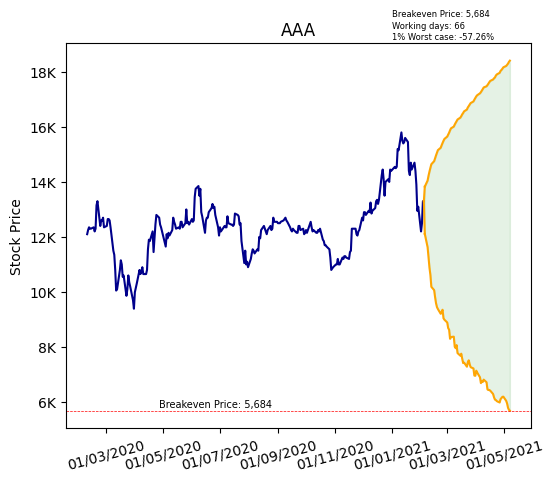 Breakeven Price: 5,684
Working days: 66
1% Worst case: -57.26%
AAA
Stock Price
18K
16K
14K
12K
10K
8K
6K
Breakeven Price: 5,684
01/03/2020
01/05/2020
01/07/2020
01/09/2020
01/11/2020
01/01/2021
01/03/2021
01/05/2021